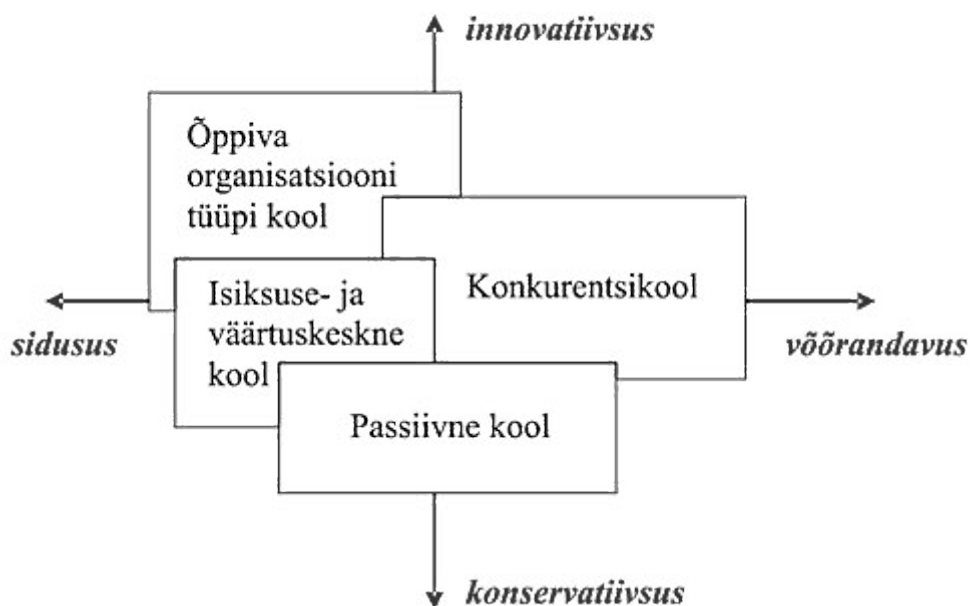 innovatiivsus
Õppiva
organisatsiooni
tüüpi kool
Konkurentsikool
Isiksuse- ja
väärtuskeskne
kool
sidusus
võõrandavus
Passiivne kool
konservatiivsus